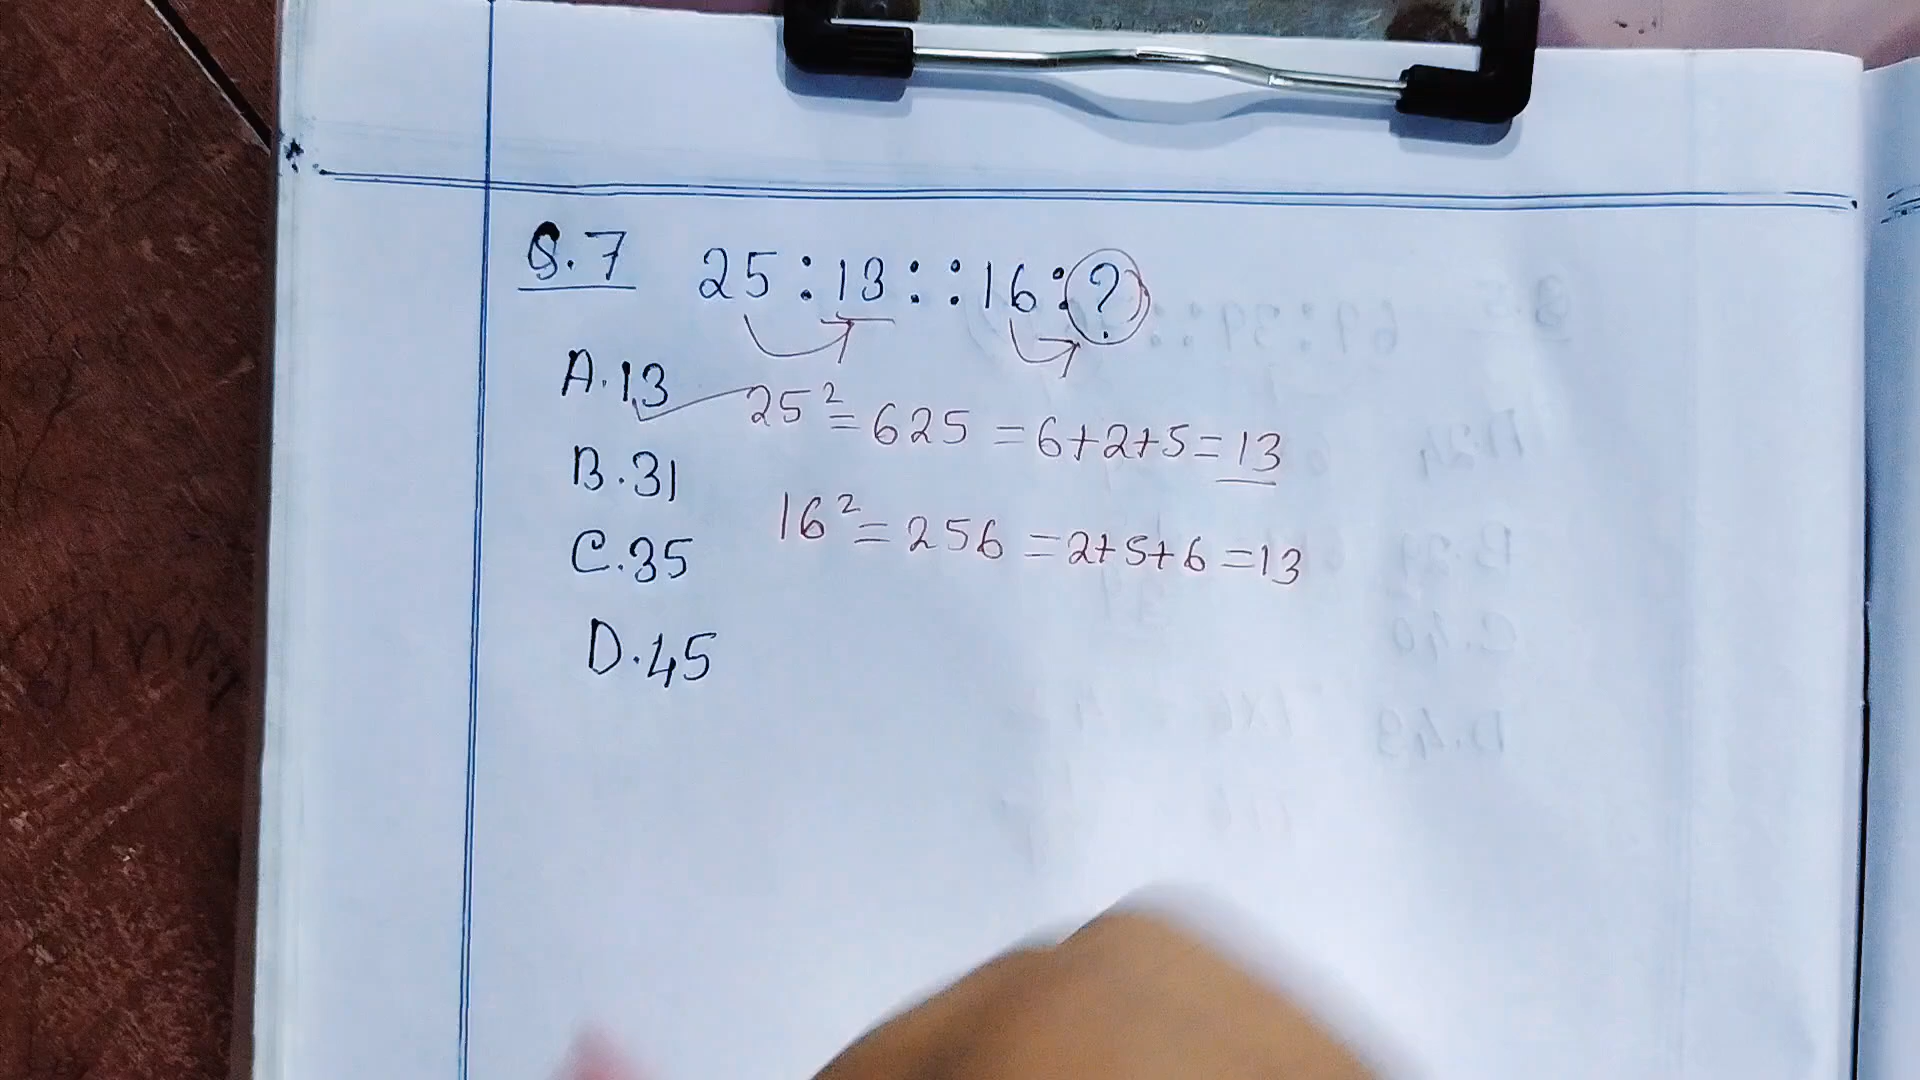 Q.7 25:13::16:?
A.13
25²=625=6+2+5=13
B.31
16²=256=2+5+6=13
C.35
D.45